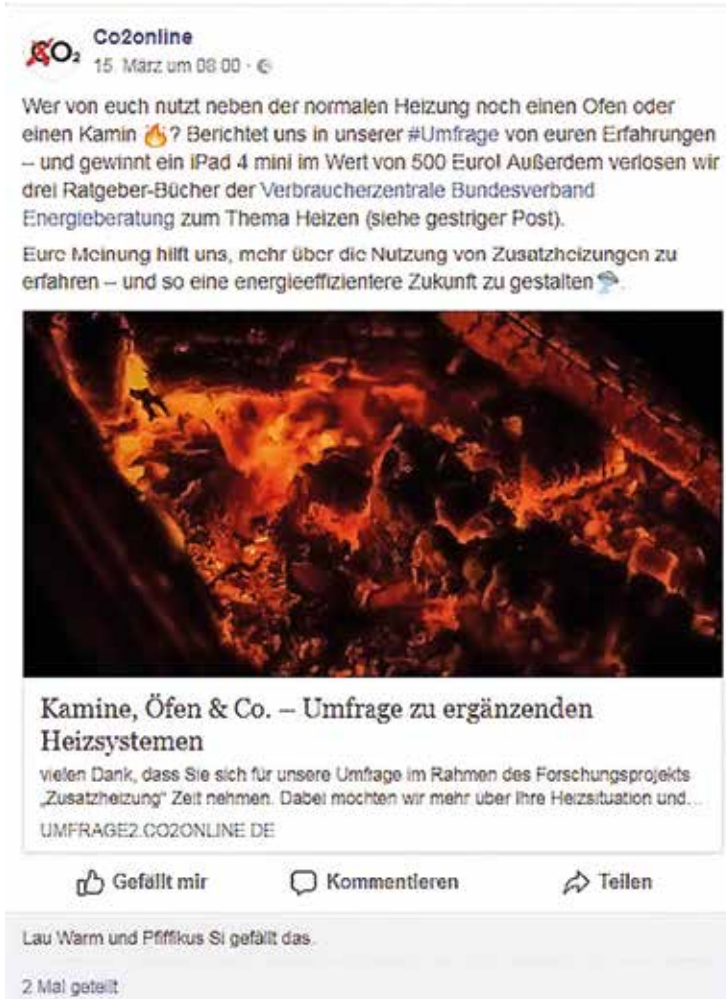 CO2
Co2online
15. März um 08:00 ·
Wer von euch nutzt neben der normalen Heizung noch einen Ofen oder
einen Kamin 🔥? Berichtet uns in unserer #Umfrage von euren Erfahrungen
– und gewinnt ein iPad 4 mini im Wert von 500 Euro! Außerdem verlosen wir
drei Ratgeber-Bücher der Verbraucherzentrale Bundesverband
Energieberatung zum Thema Heizen (siehe gestriger Post).
Eure Meinung hilft uns, mehr über die Nutzung von Zusatzheizungen zu
erfahren – und so eine energieeffizientere Zukunft zu gestalten
Kamine, Öfen & Co. – Umfrage zu ergänzenden
Heizsystemen
vielen Dank, dass Sie sich für unsere Umfrage im Rahmen des Forschungsprojekts
„Zusatzheizung" Zeit nehmen. Dabei möchten wir mehr über Ihre Heizsituation und...
UMFRAGE2.CO2ONLINE.DE
Gefällt mir
Kommentieren
Teilen
Lau Warm und Pfiffikus Si gefällt das.
2 Mal geteilt